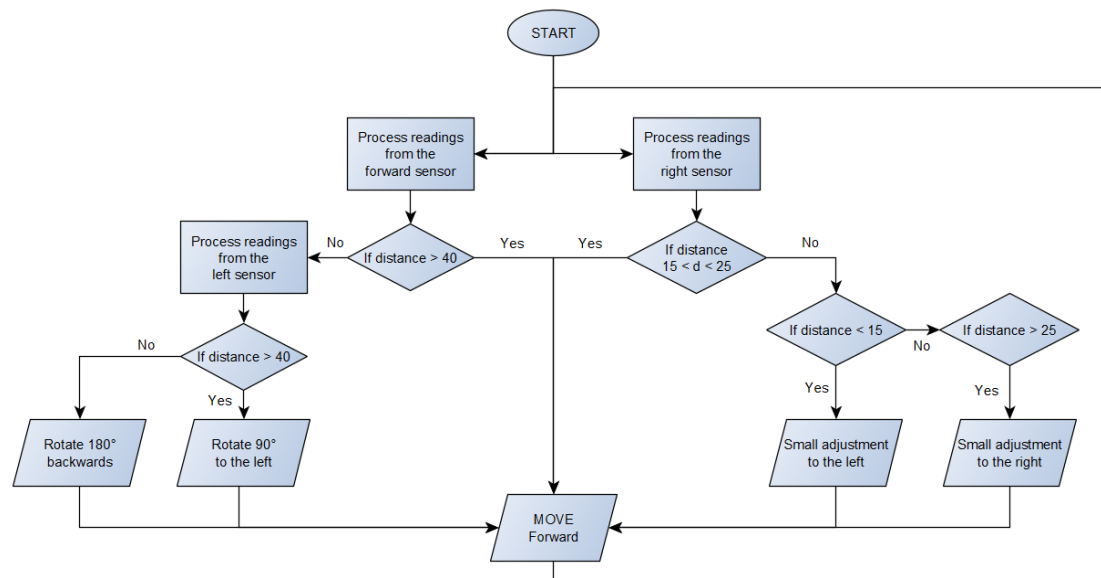 START
Process readings
from the
forward sensor
Process readings
from the
right sensor
Process readings
from the
left sensor
No
If distance > 40
Yes
Yes
If distance
15 < d < 25
No
If distance < 15
No
If distance > 25
No
If distance > 40
Yes
Yes
Yes
Rotate 180°
backwards
Rotate 90°
to the left
Small adjustment
to the left
Small adjustment
to the right
MOVE
Forward